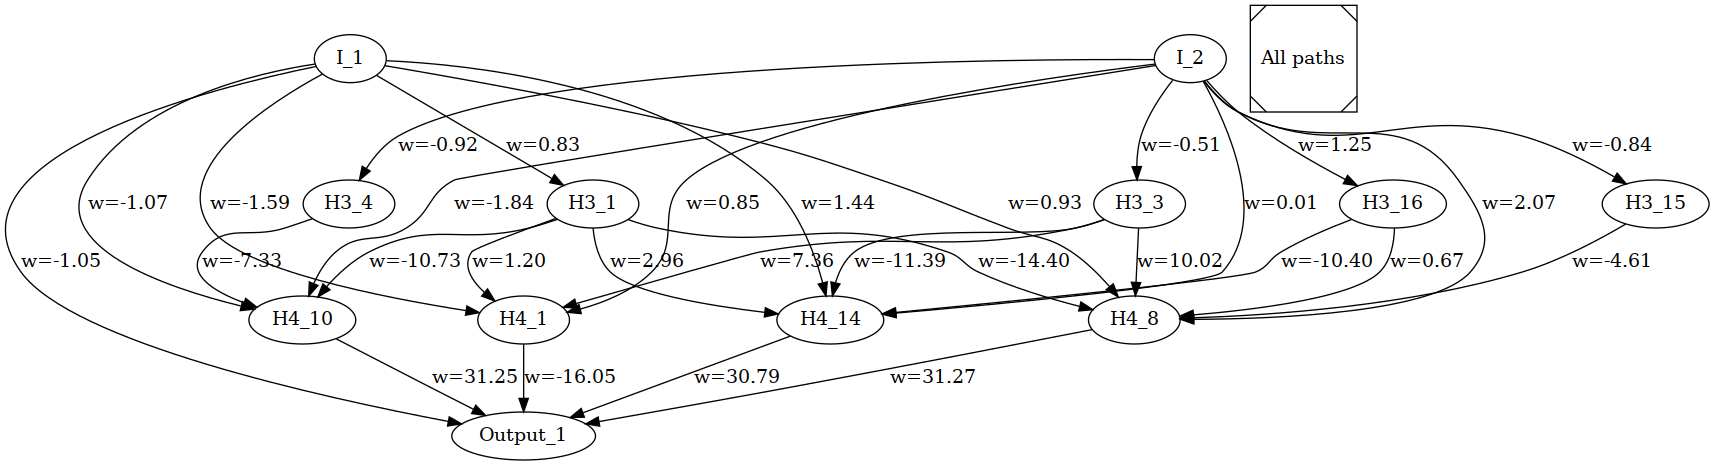 I_1
I_2
All paths
w=-0.92
w=0.83
w=-0.51
w=1.25
w=-0.84
w=-1.07
w=-1.59
H3_4
w=-1.84
H3_1
w=0.85
w=1.44
w=0.93
H3_3
w=0.01
H3_16
w=2.07
H3_15
w=-1.05
w=-7.33
w=-10.73
w=1.20
w=2.96
w=7.36
w=-11.39
w=-14.40
w=10.02
w=-10.40
w=0.67
w=-4.61
H4_10
H4_1
H4_14
H4_8
w=31.25
w=-16.05
w=30.79
w=31.27
Output_1